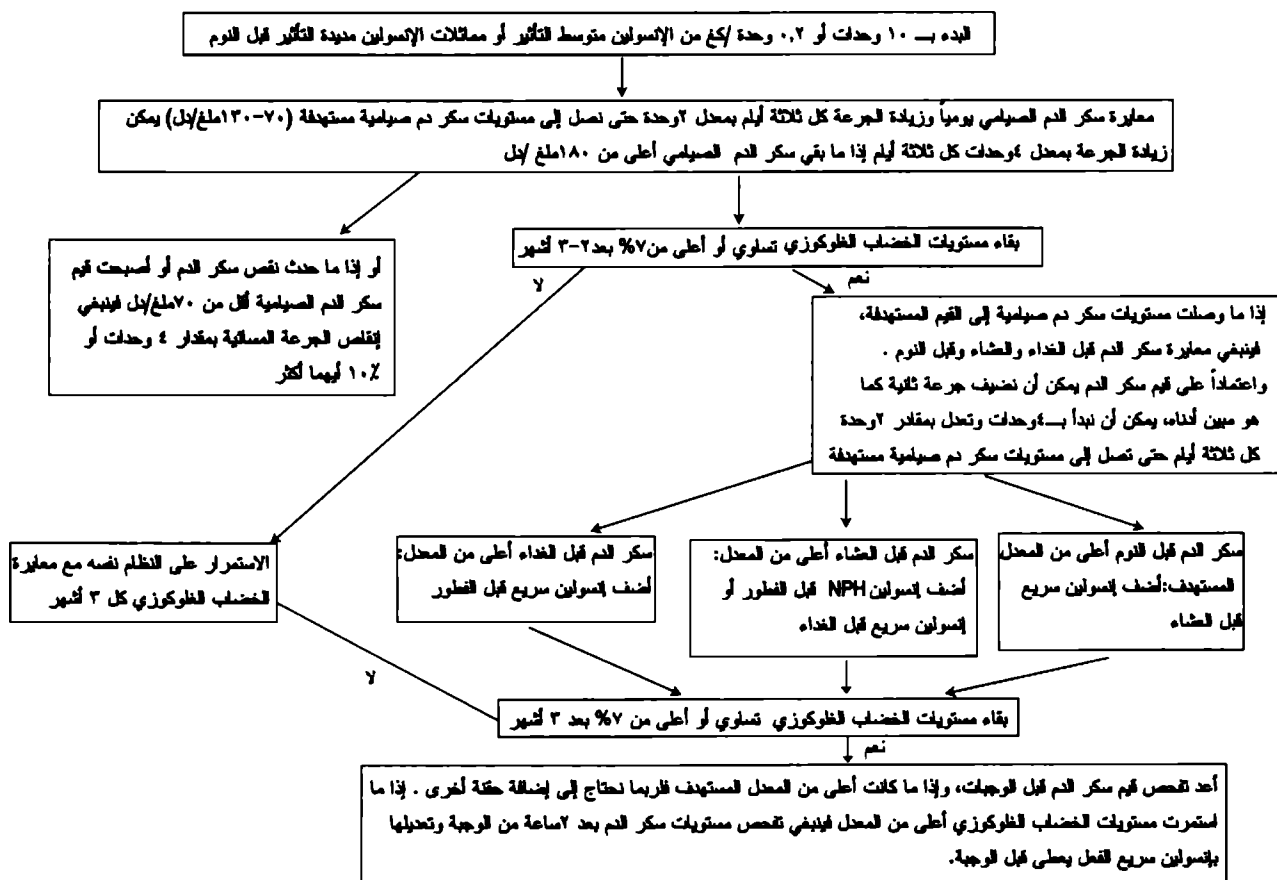 البدء بـــ ١٠ وحدات أو ٠,٢ وحدة /كغ من الإنسولين متوسط التأثير أو مماثلات الإنسولين مديدة التأثير قبل النوم
معايرة سكر الدم الصيامي يومياً وزيادة الجرعة كل ثلاثة أيام بمعدل ٢وحدة حتى نصل إلى مستويات سكر دم صيامية مستهدفة (٧٠-١٣٠ملغ/دل) يمكن
زيادة الجرعة بمعدل ٤وحدات كل ثلاثة أيام إذا ما بقي سكر الدم الصيامي أعلى من ١٨٠ملغ /دل
بقاء مستويات الخضاب الغلوكوزي تساوي أو أعلى من٧% بعد٢-٣ أشهر
أو إذا ما حدث نقص سكر الدم أو أصبحت قيم
سكر الدم الصيامية أقل من ٧٠ملغ/دل فينبغي
إنقاص الجرعة المسائية بمقدار ٤ وحدات أو
١٠٪ أيهما أكثر
لا
نعم
إذا ما وصلت مستويات سكر دم صيامية إلى القيم المستهدفة،
فينبغي معايرة سكر الدم قبل الغداء والعشاء وقبل النوم .
واعتماداً على قيم سكر الدم يمكن أن نضيف جرعة ثانية كما
هو مبين أدناه، يمكن أن نبدأ بـــ٤وحدات وتعدل بمقادر ٢وحدة
كل ثلاثة أيام حتى تصل إلى مستويات سكر دم صيامية مستهدفة
سكر الدم قبل النوم أعلى من المعدل
المستهدف:أضف إنسولين سريع
قبل العشاء
سكر الدم قبل العشاء أعلى من المعدل:
أضف إنسولين NPH قبل الفطور أو
إنسولين سريع قبل الغداء
سكر الدم قبل الغداء أعلى من المعدل:
أضف إنسولين سريع قبل الفطور
الاستمرار على النظام نفسه مع معايرة
الخضاب الغلوكوزي كل ٣ أشهر
لا
بقاء مستويات الخضاب الغلوكوزي تساوي أو أعلى من ٧% بعد ٣ أشهر
نعم
أعد تفحص قيم سكر الدم قبل الوجبات، وإذا ما كانت أعلى من المعدل المستهدف فلربما نحتاج إلى إضافة حقنة أخرى . إذا ما
استمرت مستويات الخضاب الغلوكوزي أعلى من المعدل فينبغي تفحص مستويات سكر الدم بعد ٢ساعة من الوجبة وتعديلها
بإنسولين سريع الفعل يعطى قبل الوجبة.